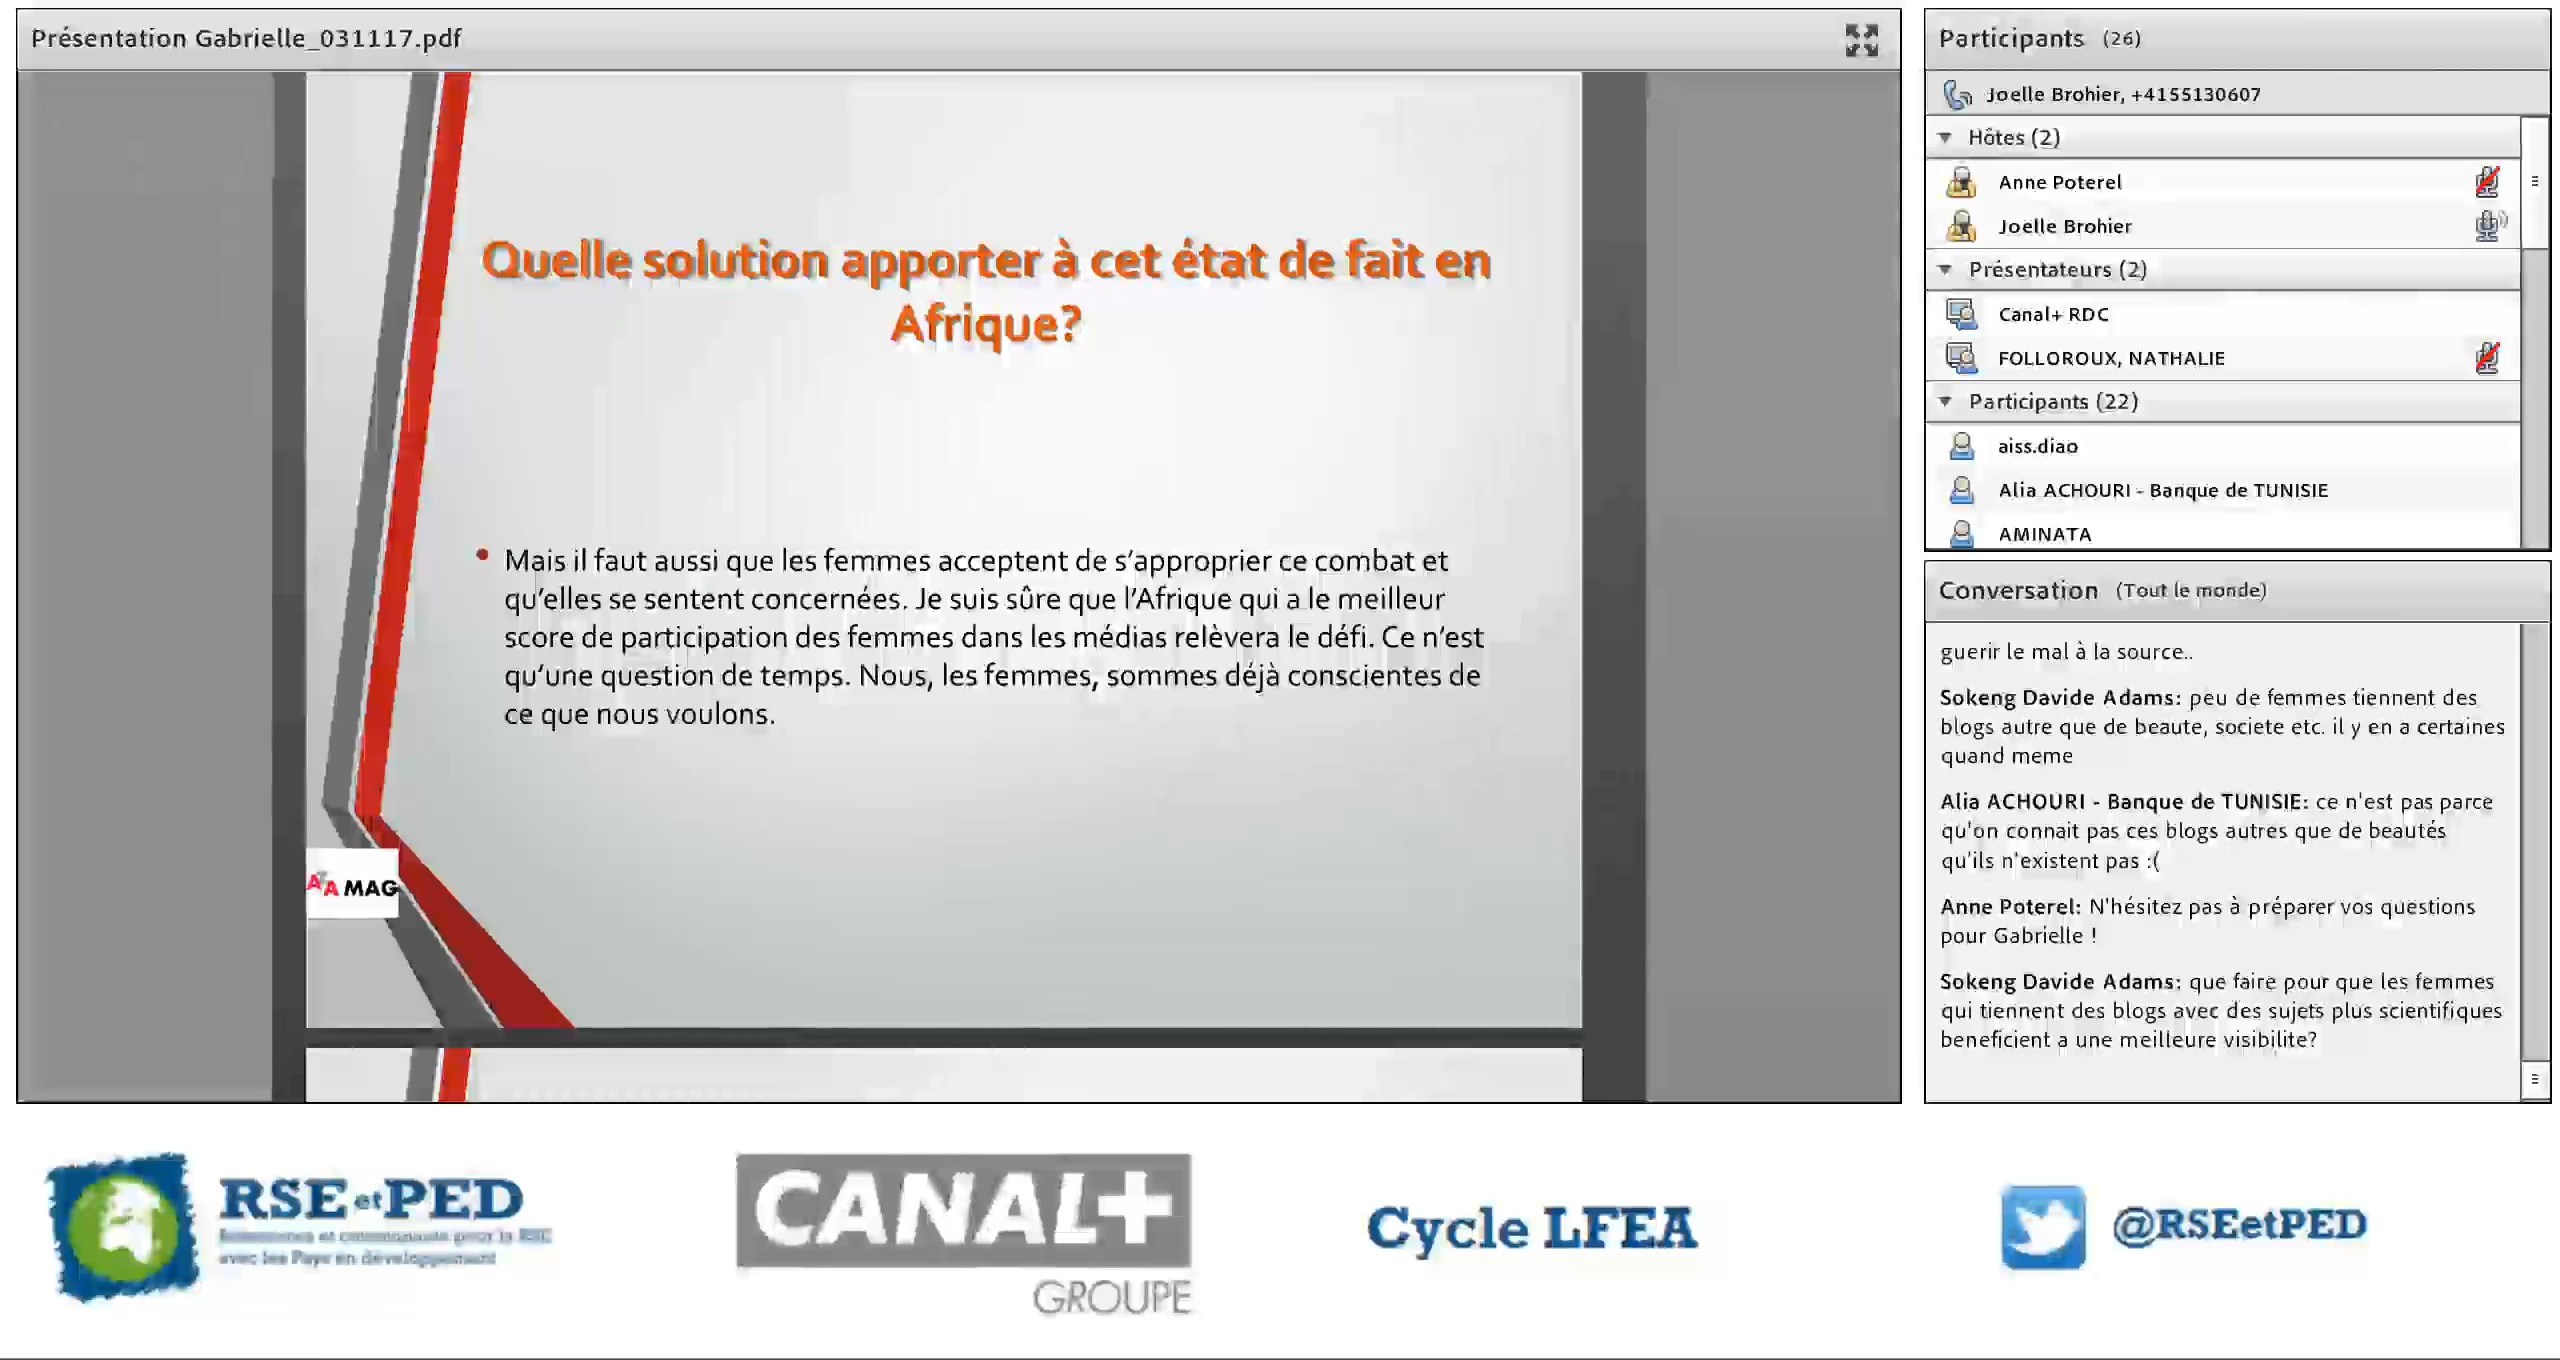 Présentation Gabrielle_031117.pdf
Quelle solution apporter à cet état de fait en
Afrique?
• Mais il faut aussi que les femmes acceptent de s’approprier ce combat et
qu’elles se sentent concernées. Je suis sûre que l’Afrique qui a le meilleur
score de participation des femmes dans les médias relèvera le défi. Ce n’est
qu’une question de temps. Nous, les femmes, sommes déjà conscientes de
ce que nous voulons.
MAG
Participants (26)
Joelle Brohier, +4155130607
Hôtes (2)
Anne Poterel
Joelle Brohier
Présentateurs (2)
Canal+ RDC
FOLLOROUX, NATHALIE
Participants (22)
aiss.diao
Alia ACHOURI - Banque de TUNISIE
AMINATA
Conversation (Tout le monde)
guerir le mal à la source..
Sokeng Davide Adams: peu de femmes tiennent des
blogs autre que de beaute, societe etc. il y en a certaines
quand meme
Alia ACHOURI - Banque de TUNISIE: ce n'est pas parce
qu'on connait pas ces blogs autres que de beautés
qu'ils n'existent pas :(
Anne Poterel: N'hésitez pas à préparer vos questions
pour Gabrielle !
Sokeng Davide Adams: que faire pour que les femmes
qui tiennent des blogs avec des sujets plus scientifiques
beneficient a une meilleure visibilite?
RSE et PED
avec les Pays en développement
CANAL+
GROUPE
Cycle LFEA
@RSEetPED